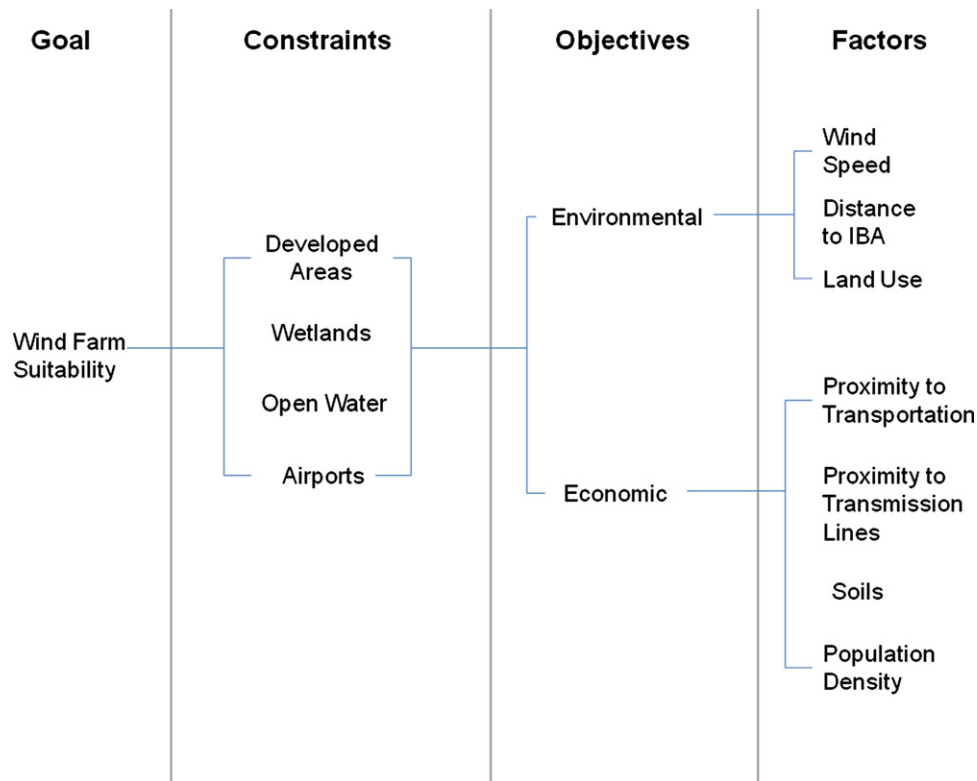 Goal
Constraints
Objectives
Factors
Wind Farm
Suitability
Developed
Areas
Wetlands
Open Water
Airports
Environmental
Economic
Wind
Speed
Distance
to IBA
Land Use
Proximity to
Transportation
Proximity to
Transmission
Lines
Soils
Population
Density